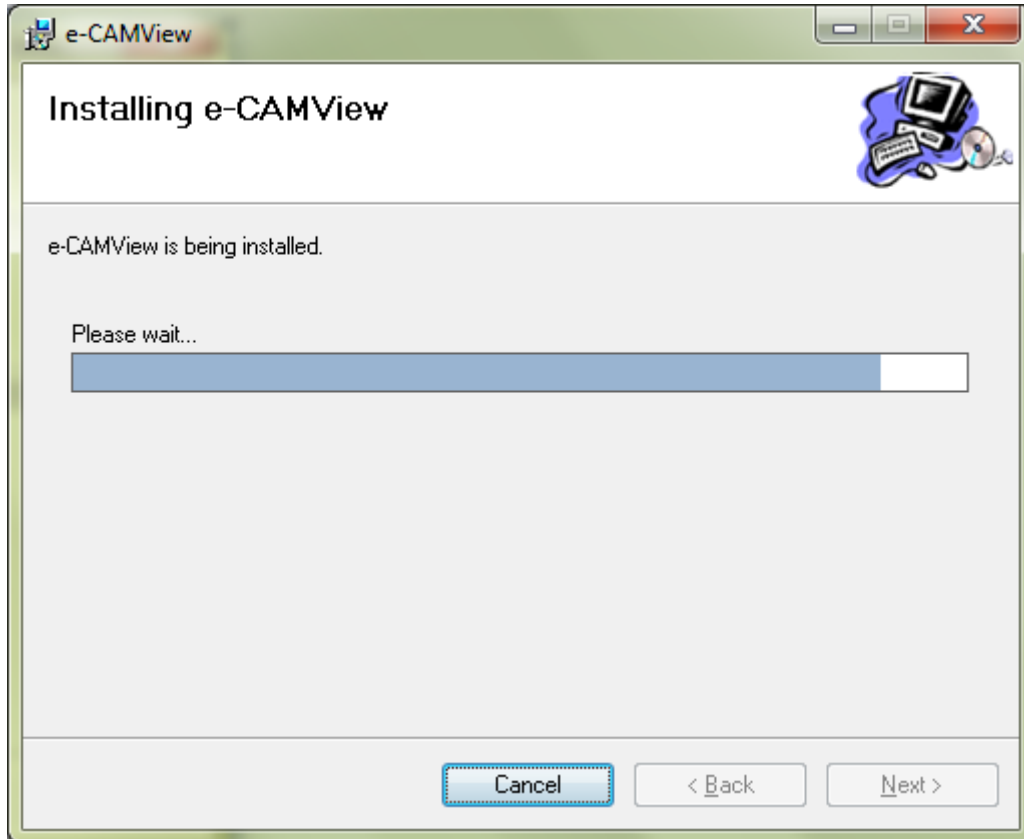 e-CAMView
Installing e-CAMView
e-CAMView is being installed.
Please wait...
Cancel
< Back
Next >